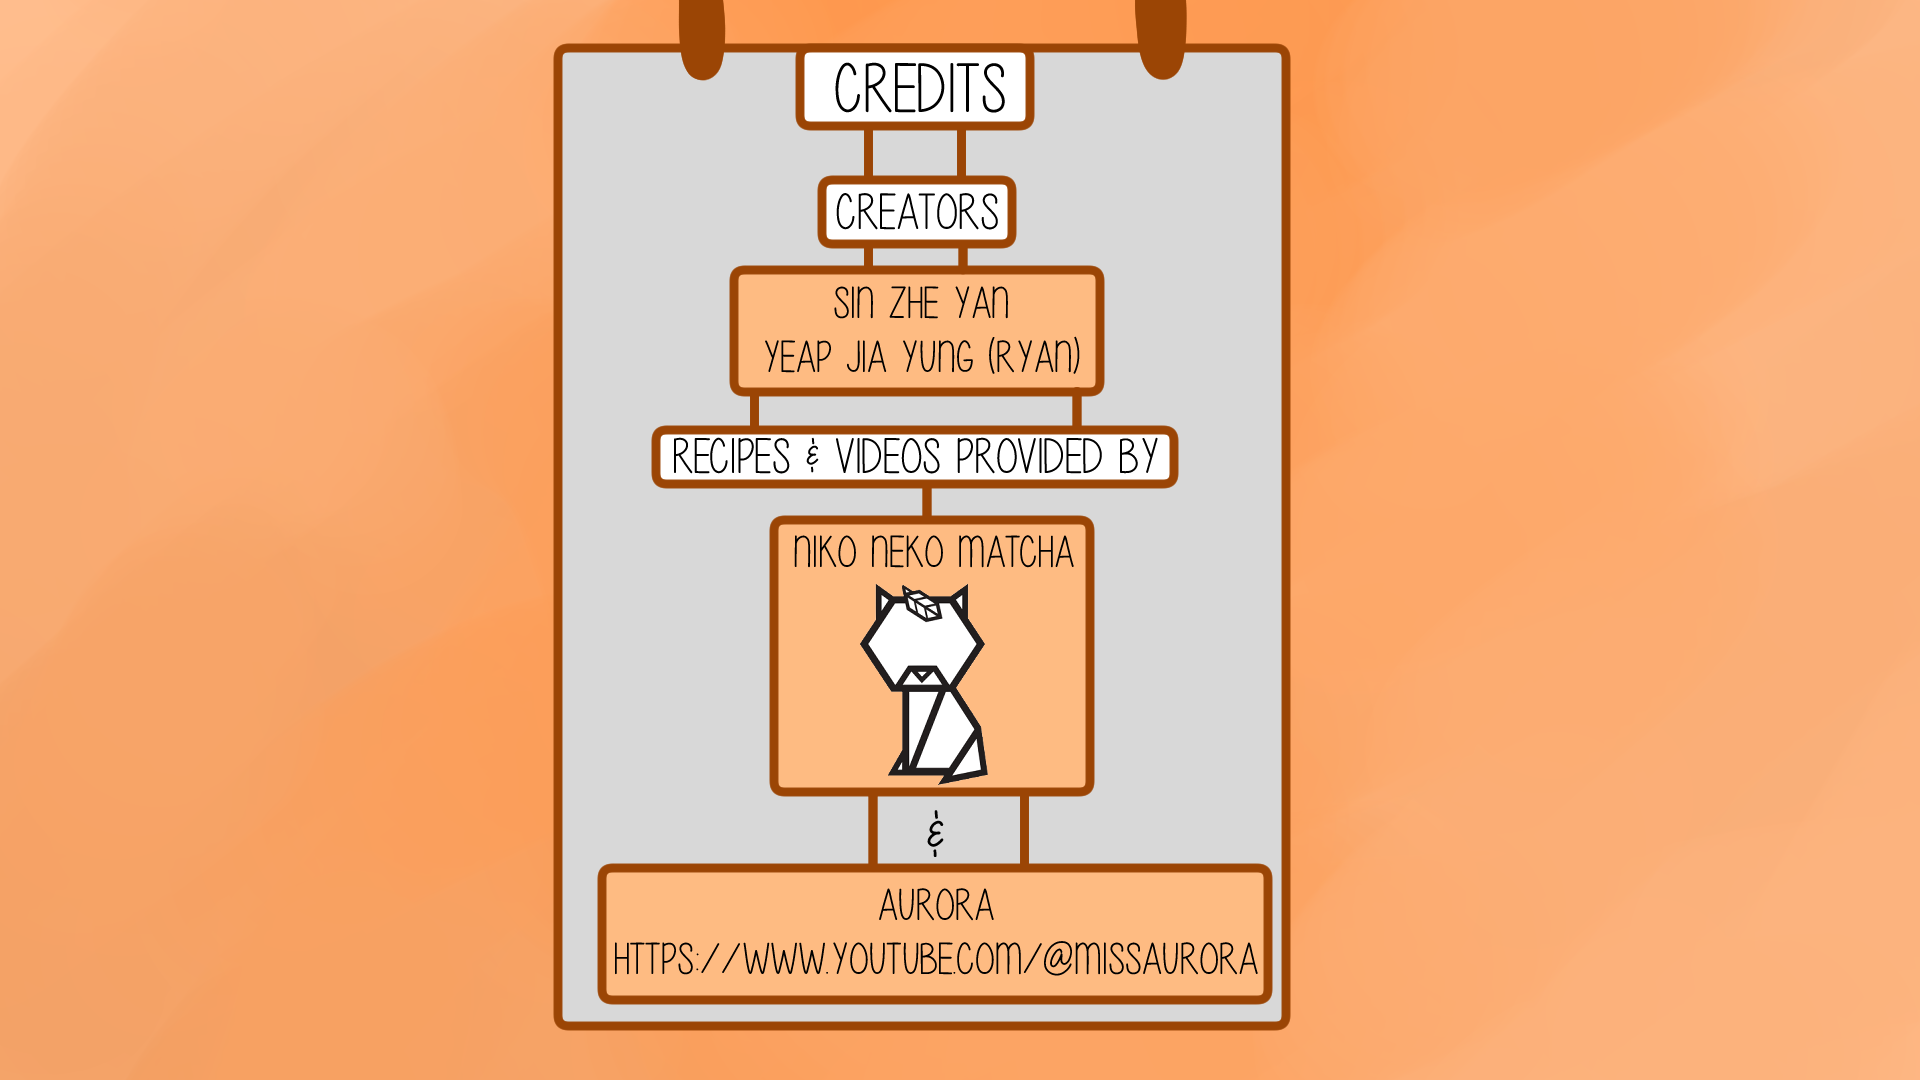 CREDITS
CREATORS
SIN ZHE YAN
YEAP JIA YUNG (RYAN)
RECIPES & VIDEOS PROVIDED BY
NIKO NEKO MATCHA
&
AURORA
HTTPS://WWW.YOUTUBE.COM/@MISSAURORA